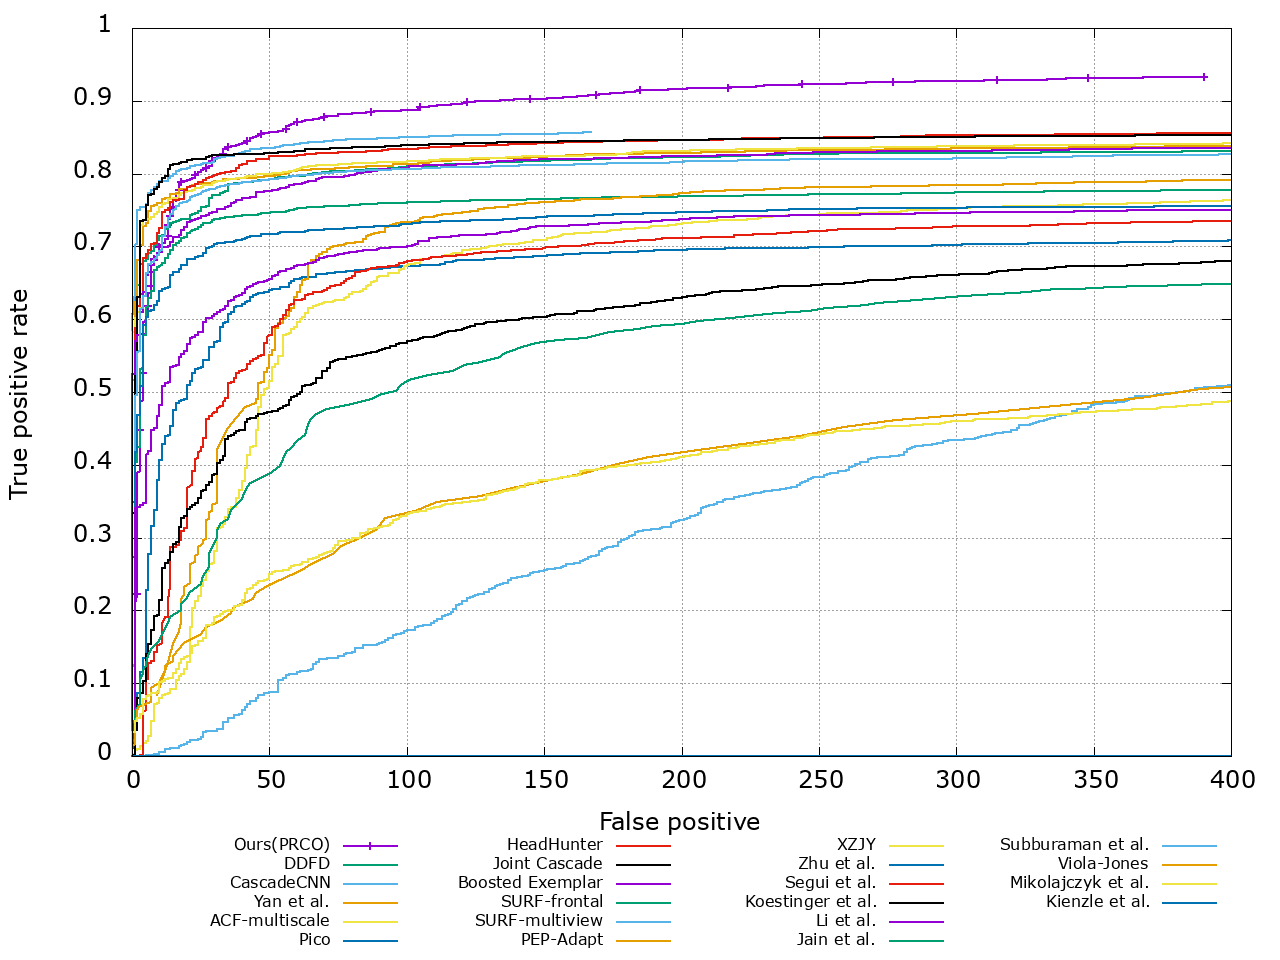 1
0.9
0.8
0.7
0.6
0.5
0.4
0.3
0.2
0.1
0
True positive rate
0 50 100 150 200 250 300 350 400
False positive
Ours(PRCO) HeadHunter XZJY Subburaman et al.
DDFD Joint Cascade Zhu et al. Viola-Jones
CascadeCNN Boosted Exemplar Segui et al. Mikolajczyk et al.
Yan et al. SURF-frontal Koestinger et al. Kienzle et al.
ACF-multiscale SURF-multiview Li et al.
Pico PEP-Adapt Jain et al.